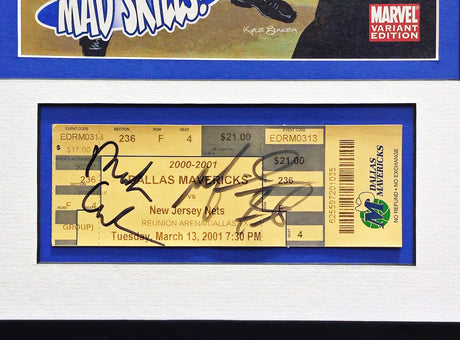 MAD SKILLS!
KYLE BAKER
MARVEL
VARIANT
EDITION
EVENT CODE SECTION ROW SEAT EVENT CODE
EDRM0313 236 F 4 $21.00 EDRM0313
$ $17.00 $21.00
2000-2001
236 DALLAS MAVERICKS 236
VS
F New Jersey Nets
REUNION ARENA/DALLAS
GROUP) Tuesday, March 13, 2001 7:30 PM 4
625597201035
DALLAS
MAVERICKS
NO REFUND • NO EXCHANGE